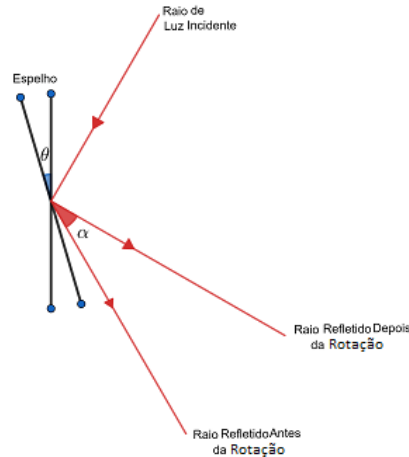 Raio de
Luz Incidente
Espelho
θ
α
Raio Refletido Depois
da Rotação
Raio Refletido Antes
da Rotação